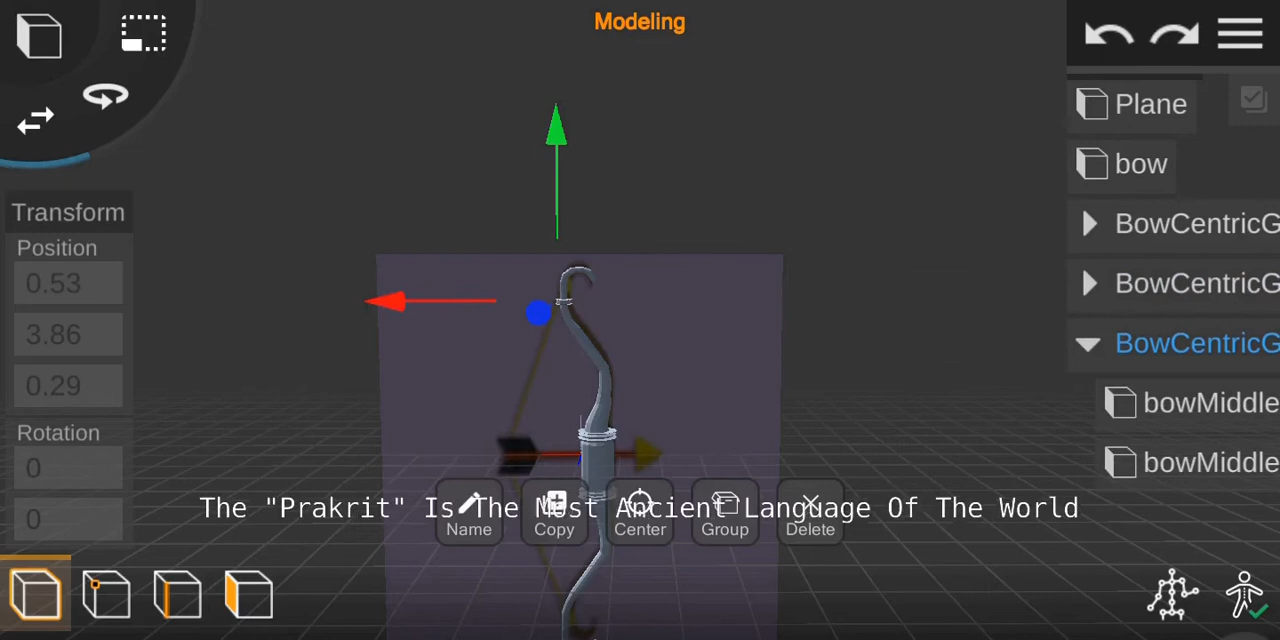 Modeling
Plane
bow
BowCentricG
BowCentricG
BowCentricG
bowMiddle
bowMiddle
Transform
Position
0.53
3.86
0.29
Rotation
0
0
The "Prakrit" Is The Most Ancient Language Of The World
Name
Copy
Center
Group
Delete